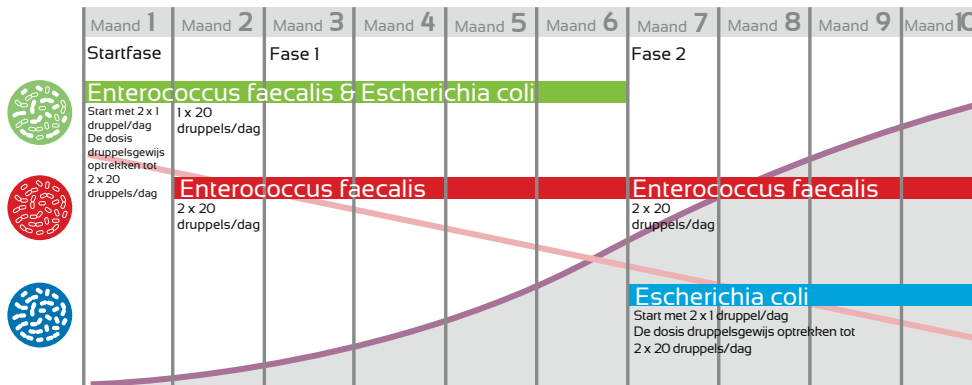 Maand 1 Maand 2 Maand 3 Maand 4 Maand 5 Maand 6 Maand 7 Maand 8 Maand 9 Maand 10
Startfase Fase 1 Fase 2
Enterococcus faecalis & Escherichia coli
Start met 2 x 1
druppel/dag
De dosis
druppelsgewijs
optrekken tot
2 x 20
druppels/dag
1 x 20
druppels/dag
Enterococcus faecalis
2 x 20
druppels/dag
Enterococcus faecalis
2 x 20
druppels/dag
Escherichia coli
Start met 2 x 1 druppel/dag
De dosis druppelsgewijs optrekken tot
2 x 20 druppels/dag